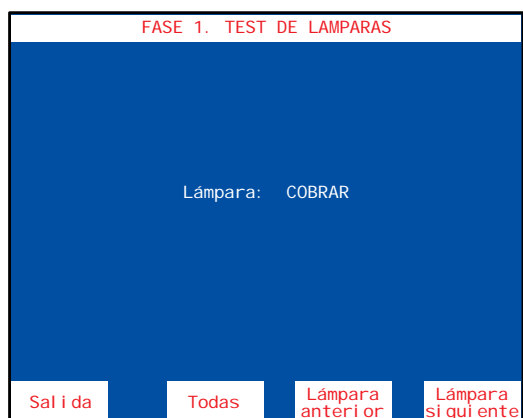 FASE 1. TEST DE LAMPARAS
Lámpara: COBRAR
Salida
Todas
Lámpara
anterior
Lámpara
siguiente